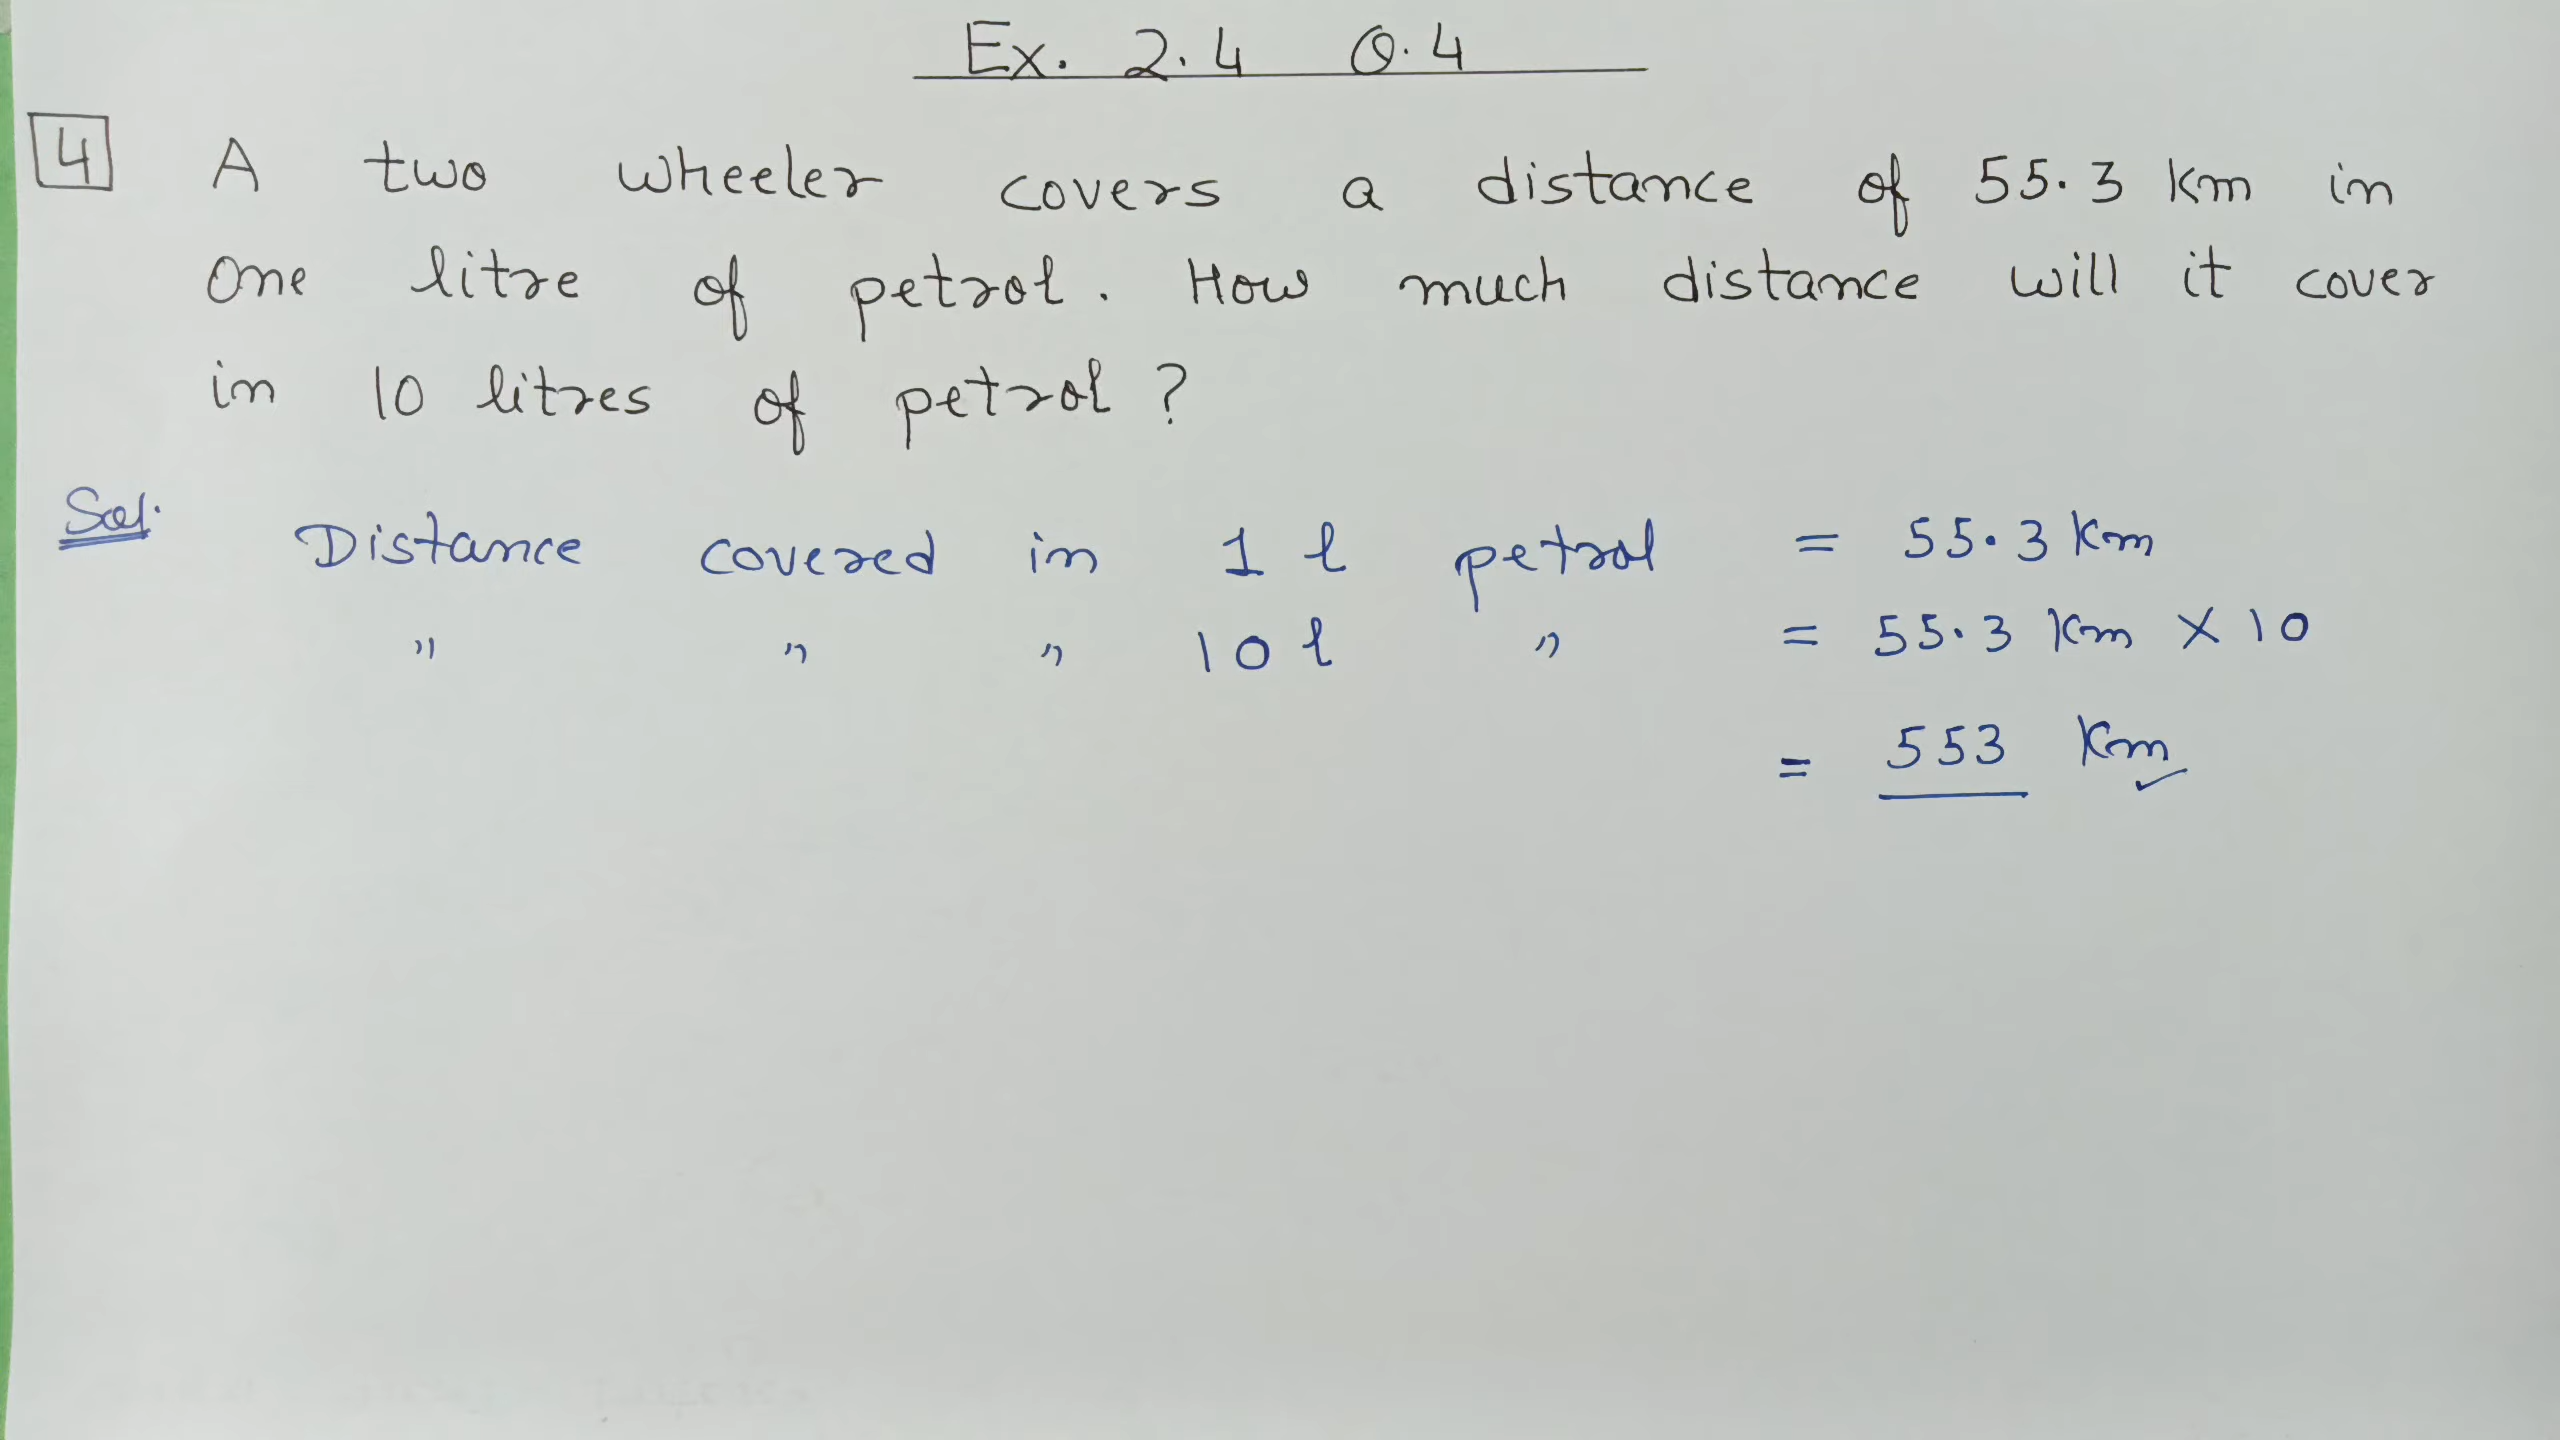 Ex. 2.4 Q.4
4 A two wheeler covers a distance of 55.3 km in
one litre of petrol. How much distance will it cover
in 10 litres of petrol ?
Sol. Distance covered in 1 l petrol = 55.3 Km
" " " 10 l " = 55.3 Km × 10
= 553 Km